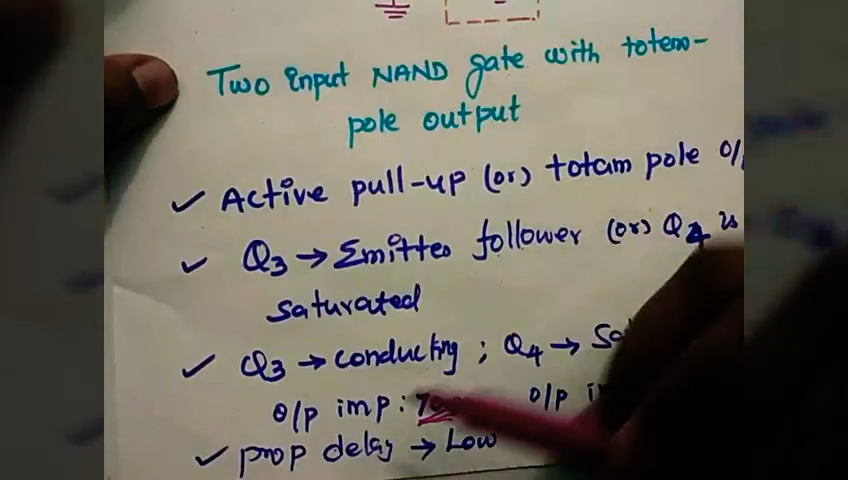 Two input NAND gate with totem-
pole output
✓ Active pull-up (or) totam pole O/
✓ Q3 → Emitter follower (or) Q4 is
saturated
✓ Q3 → conducting ; Q4 →
O/p imp : O/p
✓ prop delay → Low